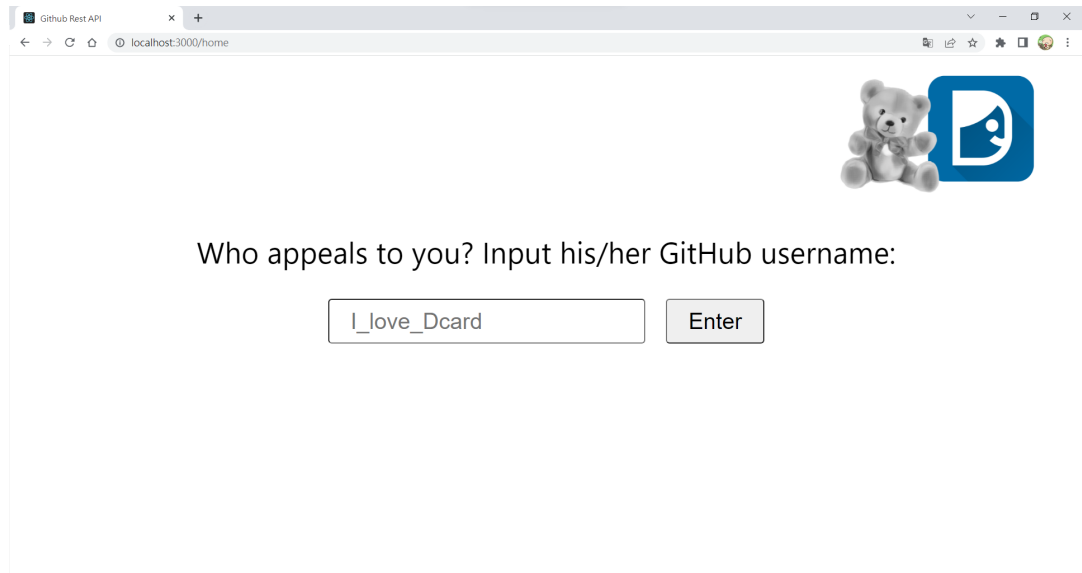 Github Rest API
localhost:3000/home
Who appeals to you? Input his/her GitHub username:
I_love_Dcard
Enter